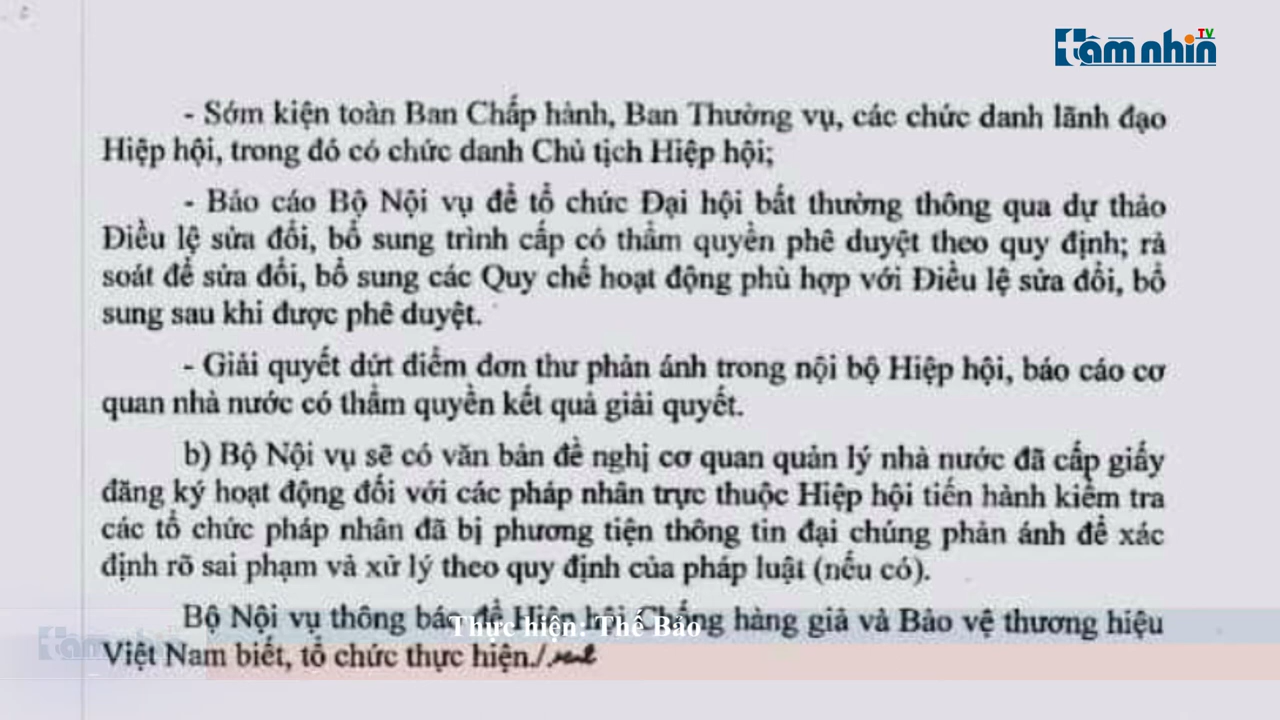 tầm nhìn TV
- Sớm kiện toàn Ban Chấp hành, Ban Thường vụ, các chức danh lãnh đạo
Hiệp hội, trong đó có chức danh Chủ tịch Hiệp hội;
- Báo cáo Bộ Nội vụ để tổ chức Đại hội bất thường thông qua dự thảo
Điều lệ sửa đổi, bổ sung trình cấp có thẩm quyền phê duyệt theo quy định; rà
soát để sửa đổi, bổ sung các Quy chế hoạt động phù hợp với Điều lệ sửa đổi, bổ
sung sau khi được phê duyệt.
- Giải quyết dứt điểm đơn thư phản ánh trong nội bộ Hiệp hội, báo cáo cơ
quan nhà nước có thẩm quyền kết quả giải quyết.
b) Bộ Nội vụ sẽ có văn bản đề nghị cơ quan quản lý nhà nước đã cấp giấy
đăng ký hoạt động đối với các pháp nhân trực thuộc Hiệp hội tiến hành kiểm tra
các tổ chức pháp nhân đã bị phương tiện thông tin đại chúng phản ánh để xác
định rõ sai phạm và xử lý theo quy định của pháp luật (nếu có).
Bộ Nội vụ thông báo để Hiệp hội Chống hàng giả và Bảo vệ thương hiệu
Thực hiện: Thế Bảo
tầm nhìn
Việt Nam biết, tổ chức thực hiện./.